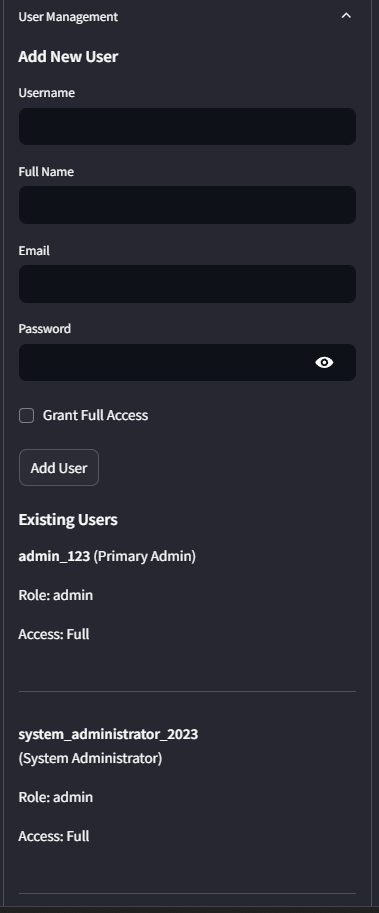 User Management
Add New User
Username
Full Name
Email
Password
Grant Full Access
Add User
Existing Users
admin_123 (Primary Admin)
Role: admin
Access: Full
system_administrator_2023
(System Administrator)
Role: admin
Access: Full